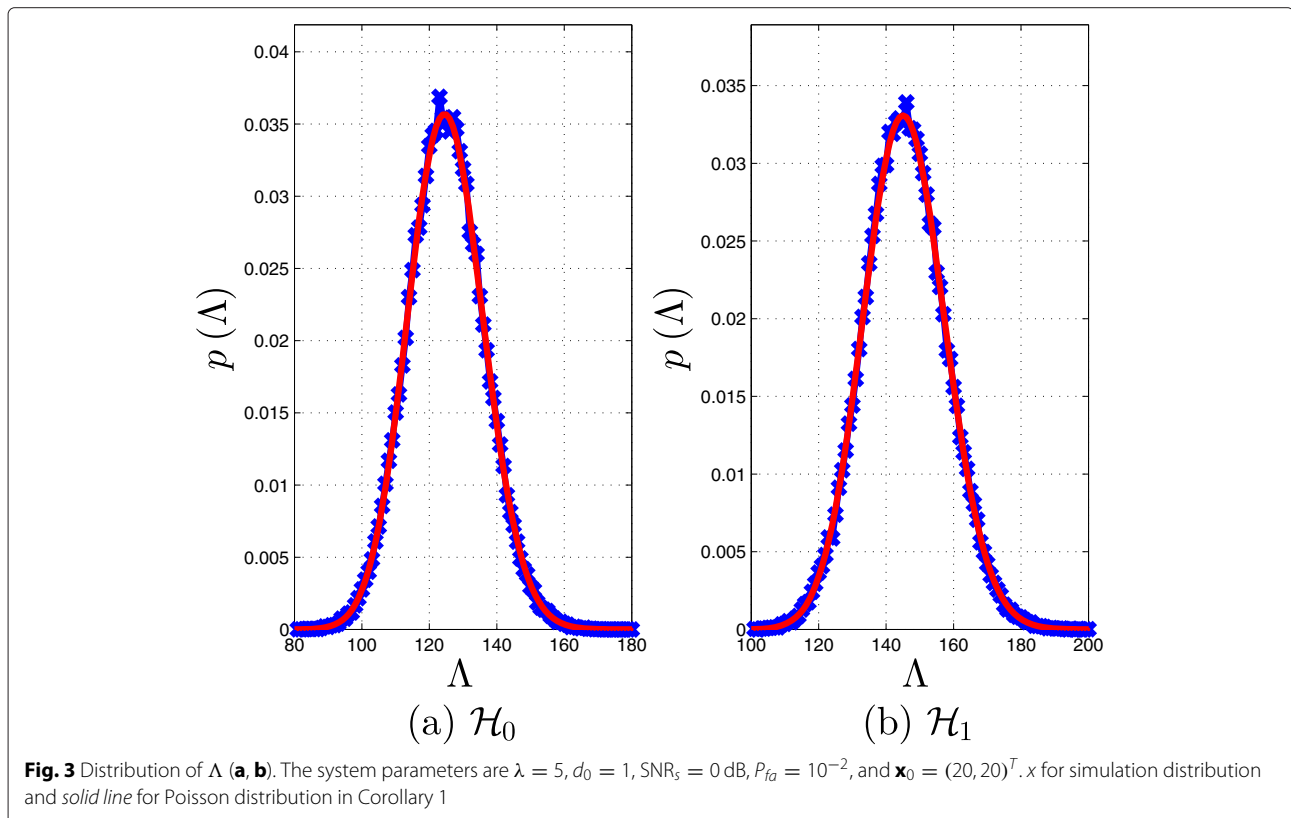 0.04
0.035
0.03
0.025
0.02
0.015
0.01
0.005
0
80 100 120 140 160 180
p (Λ)
Λ
(a) ℋ₀
0.035
0.03
0.025
0.02
0.015
0.01
0.005
0
100 120 140 160 180 200
p (Λ)
Λ
(b) ℋ₁
Fig. 3 Distribution of Λ (a, b). The system parameters are λ = 5, d₀ = 1, SNRₛ = 0 dB, P_{fa} = 10⁻², and x₀ = (20, 20)ᵀ. x for simulation distribution
and solid line for Poisson distribution in Corollary 1